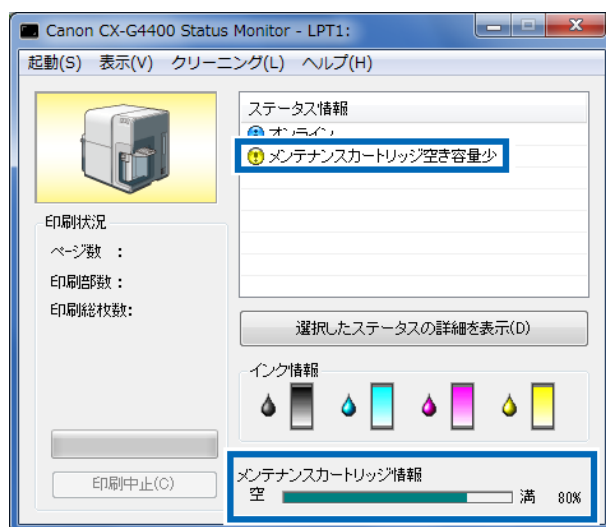 Canon CX-G4400 Status Monitor - LPT1:
起動(S) 表示(V) クリーニング(L) ヘルプ(H)
ステータス情報
オンライン
メンテナンスカートリッジ空き容量少
印刷状況
ページ数 :
印刷部数:
印刷総枚数:
選択したステータスの詳細を表示(D)
インク情報
印刷中止(C)
メンテナンスカートリッジ情報
空 満 80%